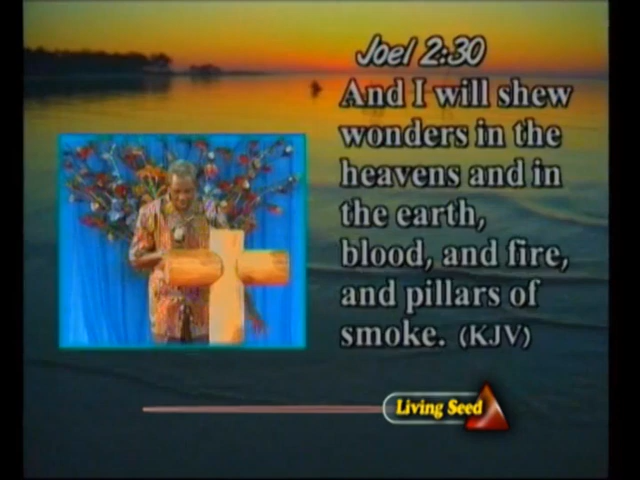 Joel 2:30
And I will shew
wonders in the
heavens and in
the earth,
blood, and fire,
and pillars of
smoke. (KJV)
Living Seed